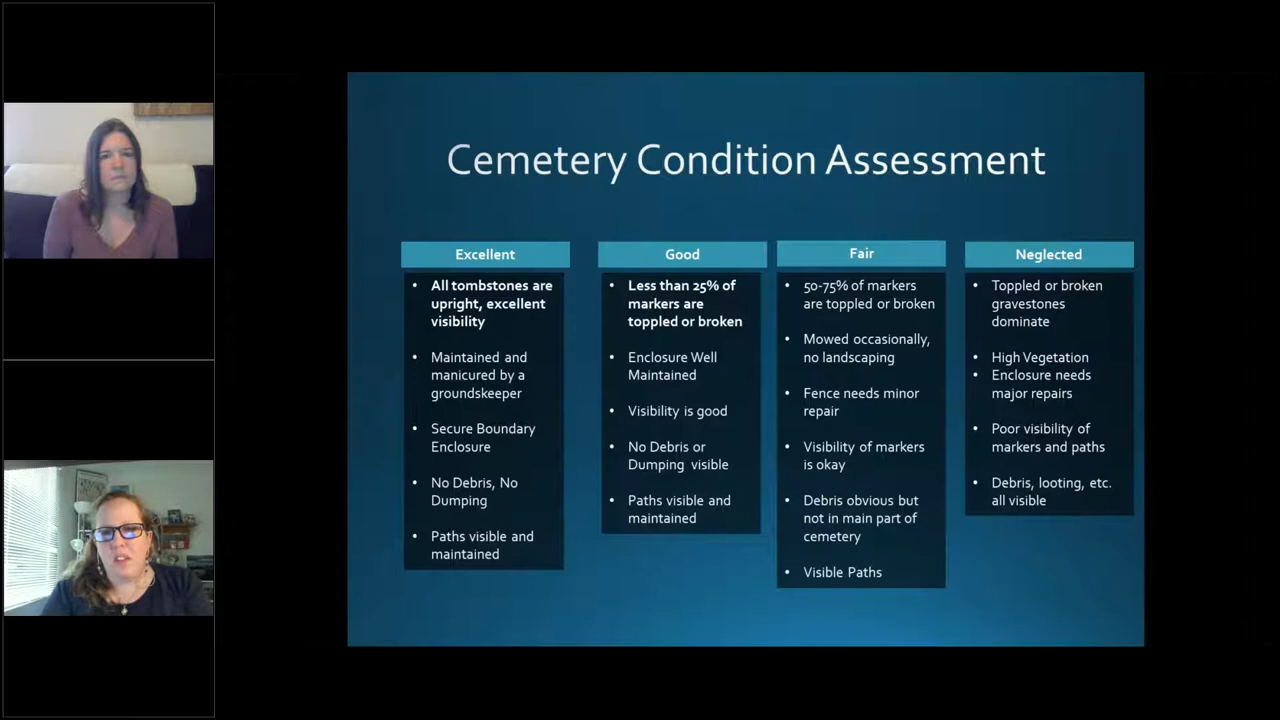 Cemetery Condition Assessment
Excellent
• All tombstones are
upright, excellent
visibility
• Maintained and
manicured by a
groundskeeper
• Secure Boundary
Enclosure
• No Debris, No
Dumping
• Paths visible and
maintained
Good
• Less than 25% of
markers are
toppled or broken
• Enclosure Well
Maintained
• Visibility is good
• No Debris or
Dumping visible
• Paths visible and
maintained
Fair
• 50-75% of markers
are toppled or broken
• Mowed occasionally,
no landscaping
• Fence needs minor
repair
• Visibility of markers
is okay
• Debris obvious but
not in main part of
cemetery
• Visible Paths
Neglected
• Toppled or broken
gravestones
dominate
• High Vegetation
• Enclosure needs
major repairs
• Poor visibility of
markers and paths
• Debris, looting, etc.
all visible